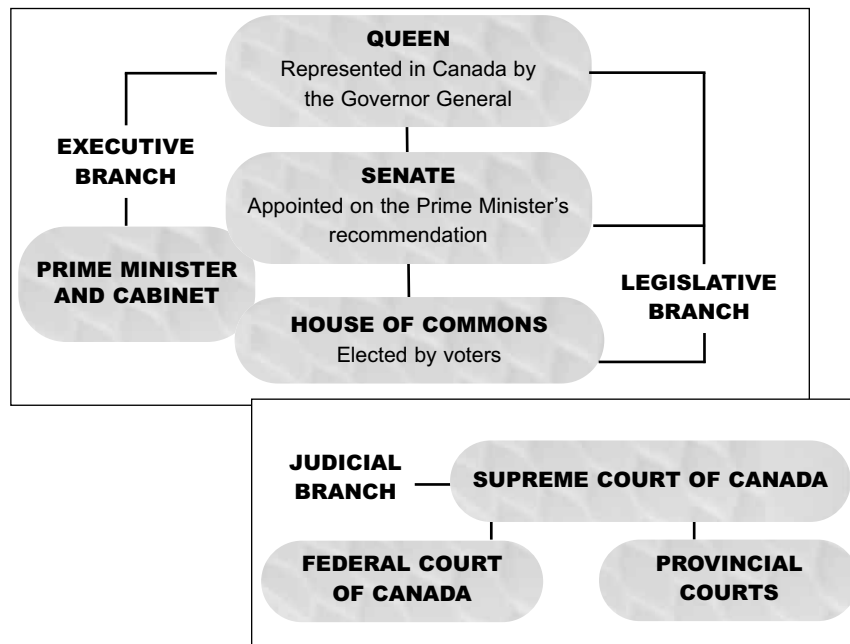 QUEEN
Represented in Canada by
the Governor General
EXECUTIVE
BRANCH
SENATE
Appointed on the Prime Minister's
recommendation
PRIME MINISTER
AND CABINET
LEGISLATIVE
BRANCH
HOUSE OF COMMONS
Elected by voters
JUDICIAL
BRANCH
SUPREME COURT OF CANADA
FEDERAL COURT
OF CANADA
PROVINCIAL
COURTS